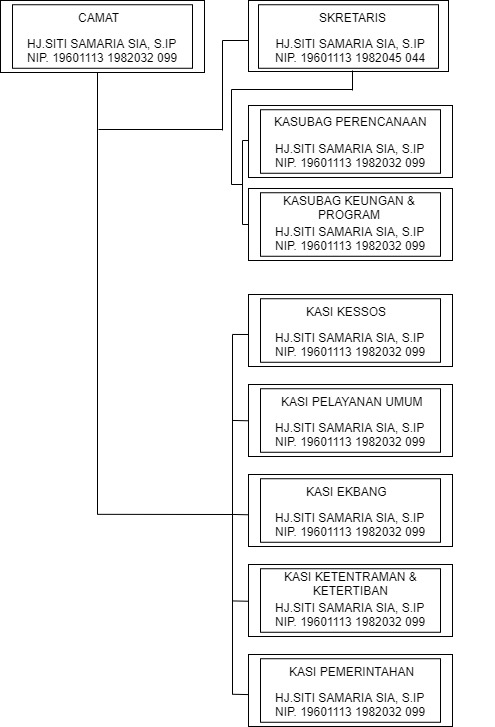 CAMAT
HJ.SITI SAMARIA SIA, S.IP
NIP. 19601113 1982032 099
SKRETARIS
HJ.SITI SAMARIA SIA, S.IP
NIP. 19601113 1982045 044
KASUBAG PERENCANAAN
HJ.SITI SAMARIA SIA, S.IP
NIP. 19601113 1982032 099
KASUBAG KEUNGAN &
PROGRAM
HJ.SITI SAMARIA SIA, S.IP
NIP. 19601113 1982032 099
KASI KESSOS
HJ.SITI SAMARIA SIA, S.IP
NIP. 19601113 1982032 099
KASI PELAYANAN UMUM
HJ.SITI SAMARIA SIA, S.IP
NIP. 19601113 1982032 099
KASI EKBANG
HJ.SITI SAMARIA SIA, S.IP
NIP. 19601113 1982032 099
KASI KETENTRAMAN &
KETERTIBAN
HJ.SITI SAMARIA SIA, S.IP
NIP. 19601113 1982032 099
KASI PEMERINTAHAN
HJ.SITI SAMARIA SIA, S.IP
NIP. 19601113 1982032 099